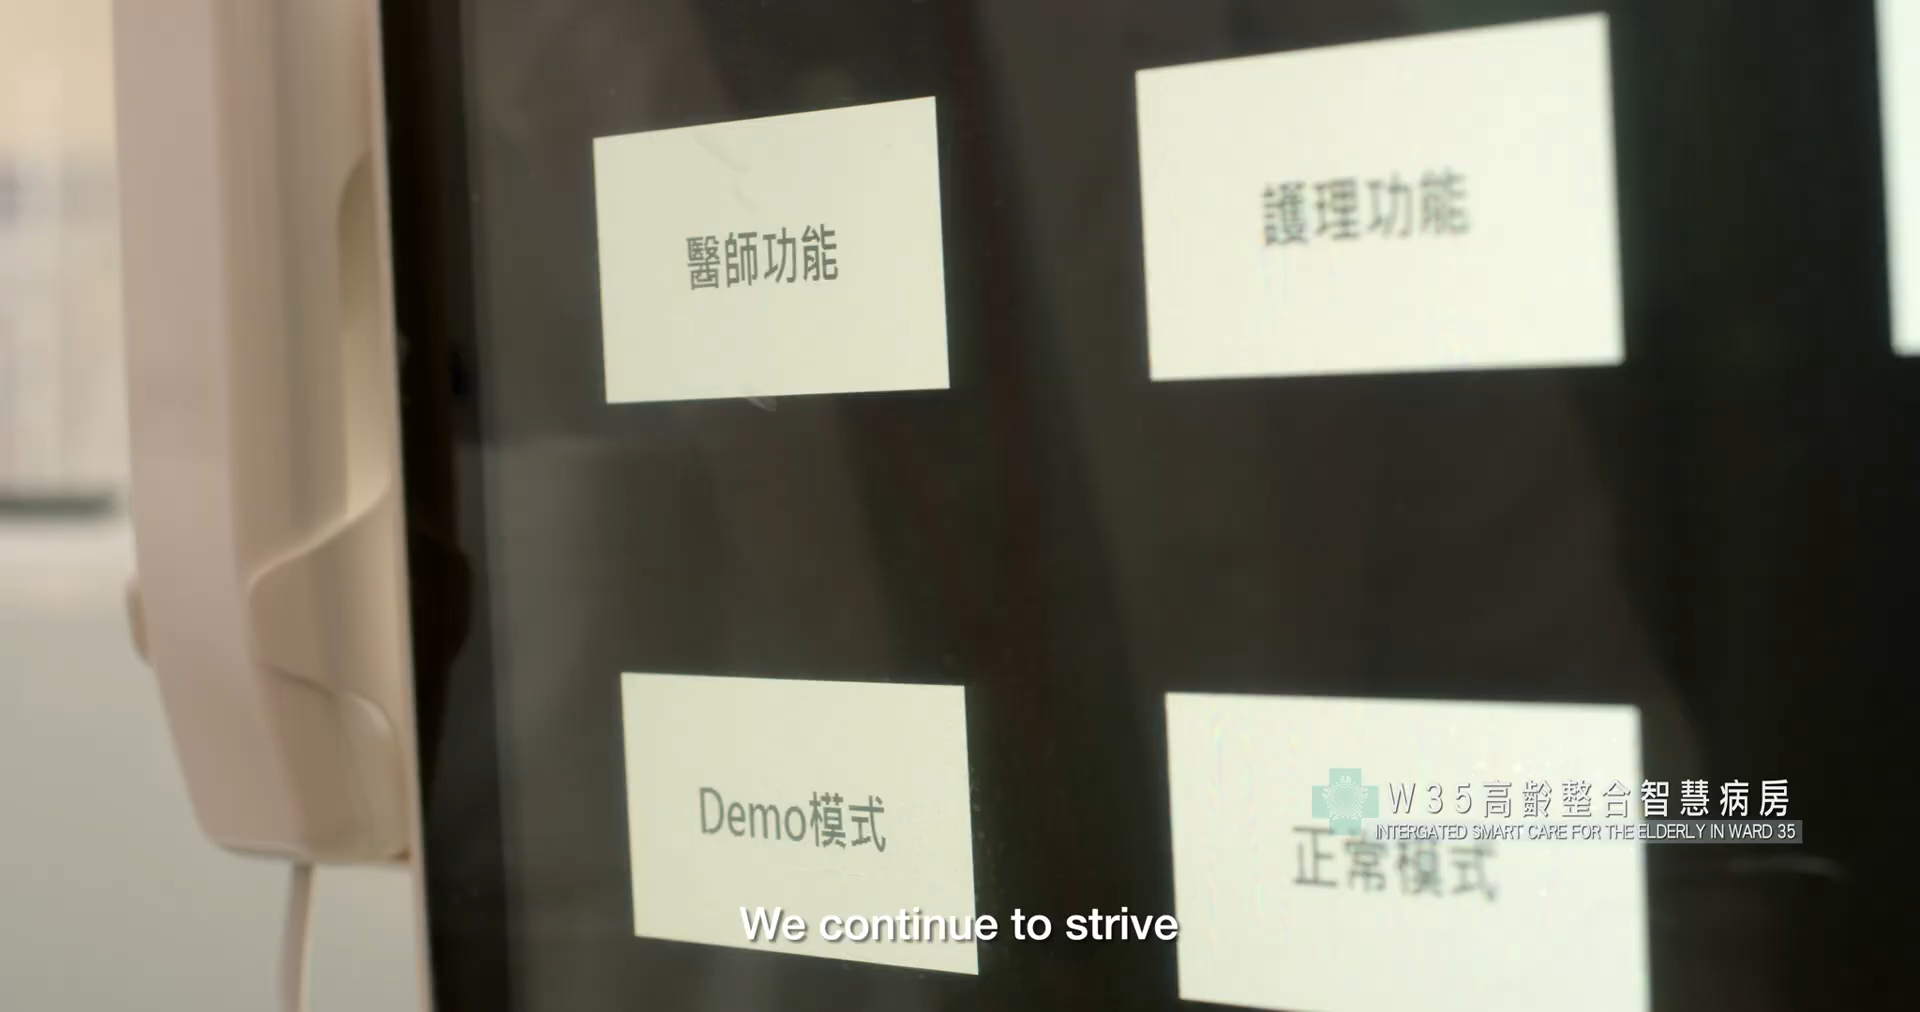 醫師功能
護理功能
Demo模式
正常模式
W35高齡整合智慧病房
INTERGATED SMART CARE FOR THE ELDERLY IN WARD 35
We continue to strive